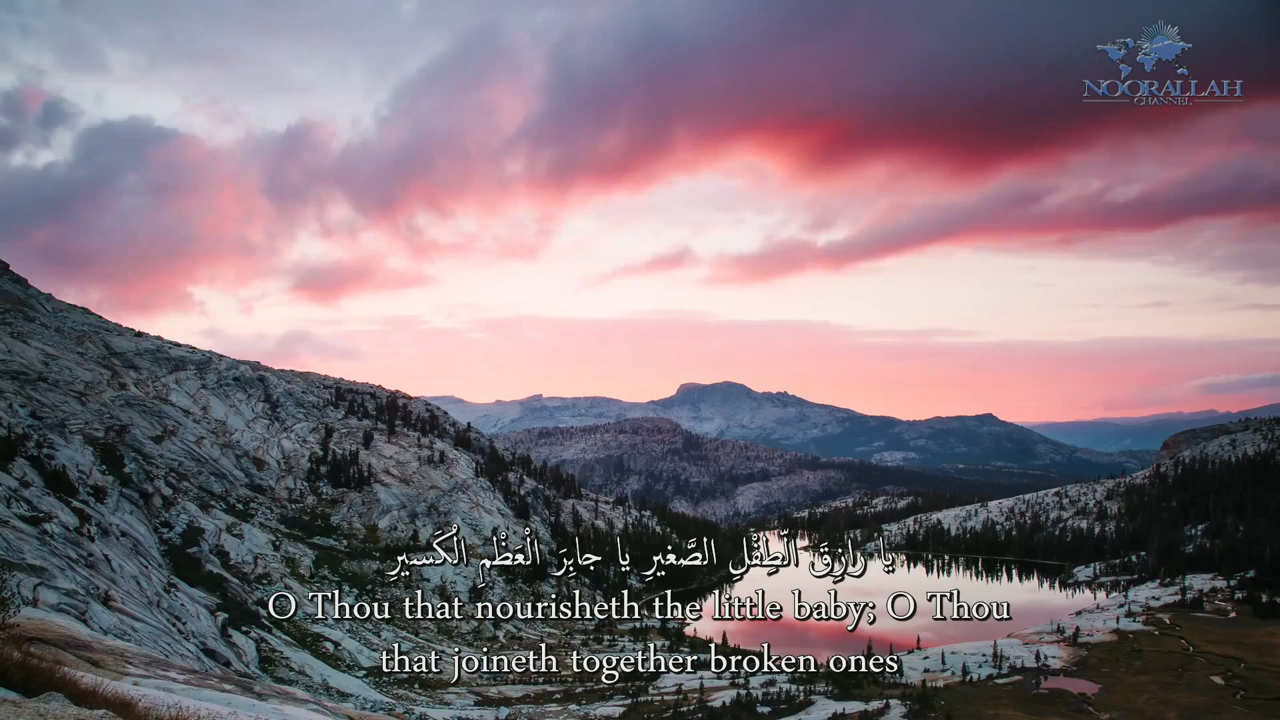 NOORALLAH
CHANNEL
يا رازِقَ الّطِفْلِ الصَّغيرِ يا جابِرَ الْعَظْمِ الْكَسيرِ
O Thou that nourisheth the little baby; O Thou
that joineth together broken ones